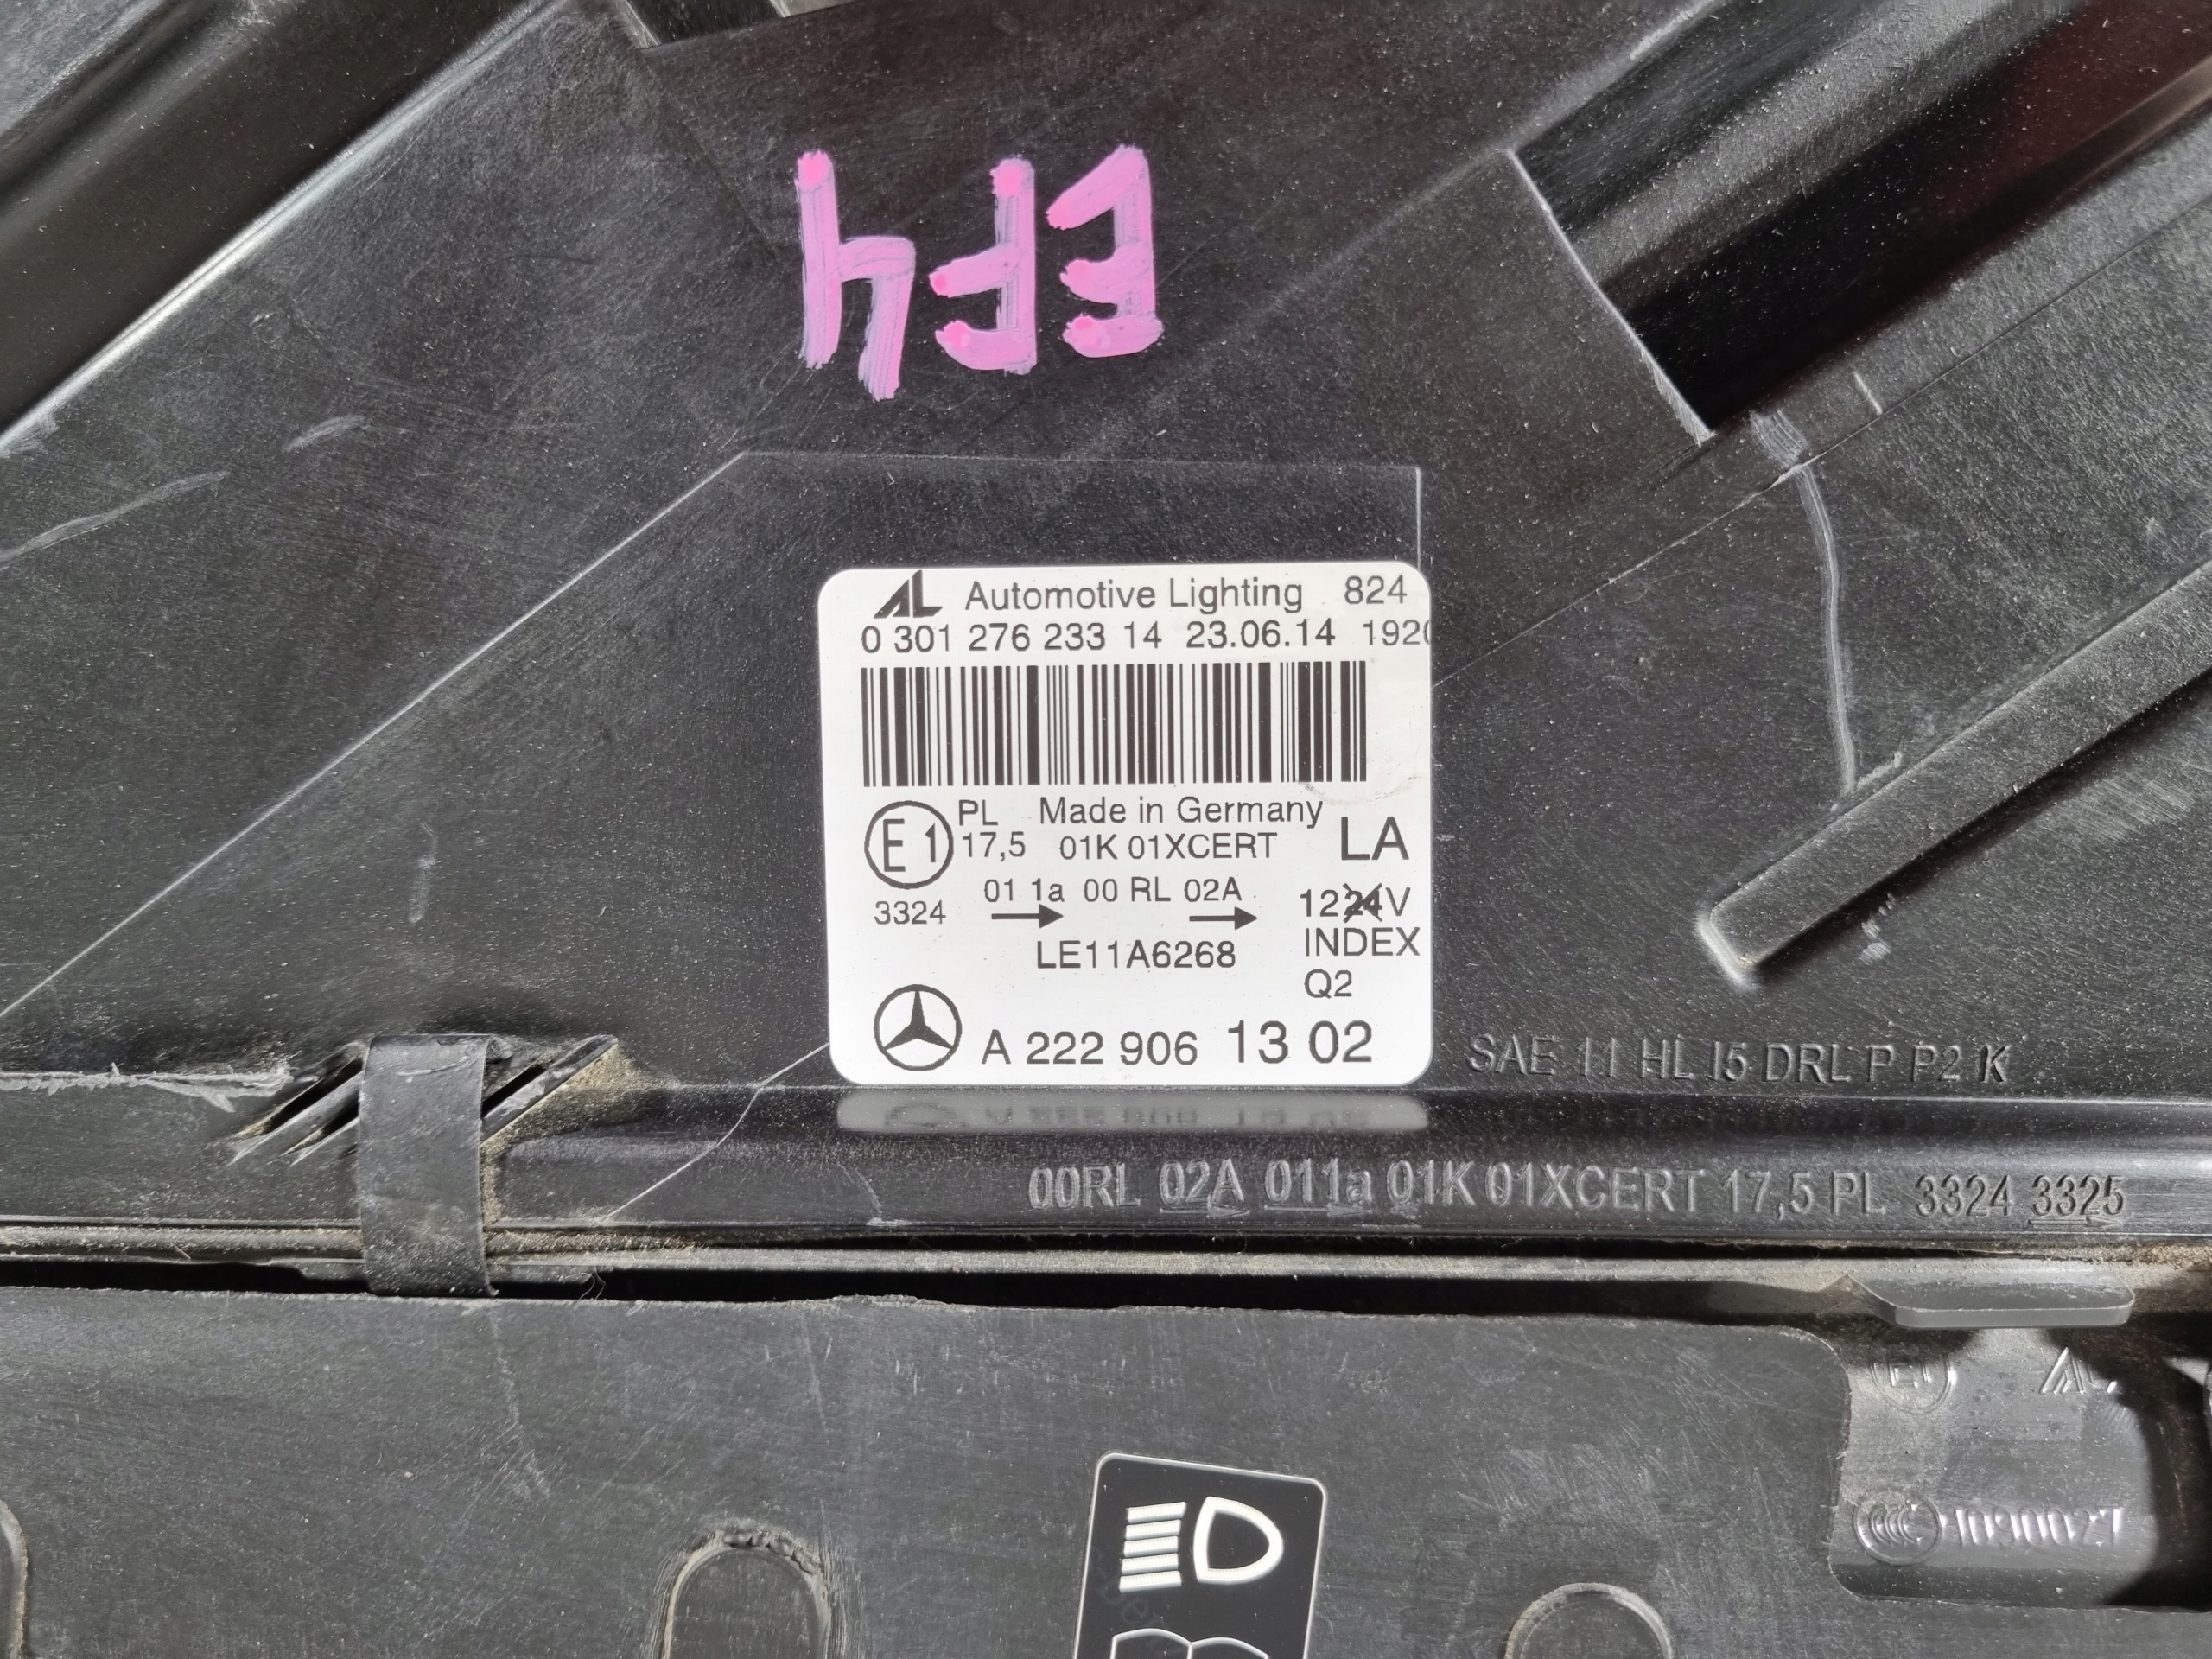 EF4
AL Automotive Lighting 824
0 301 276 233 14 23.06.14 1920
E1 PL Made in Germany
17,5 01K 01XCERT LA
01 1a 00 RL 02A
3324 1224V
LE11A6268 INDEX
Q2
A 222 906 13 02
SAE 11 HL I5 DRL P P2 K
00RL 02A 011a 01K 01XCERT 17,5 PL 3324 3325